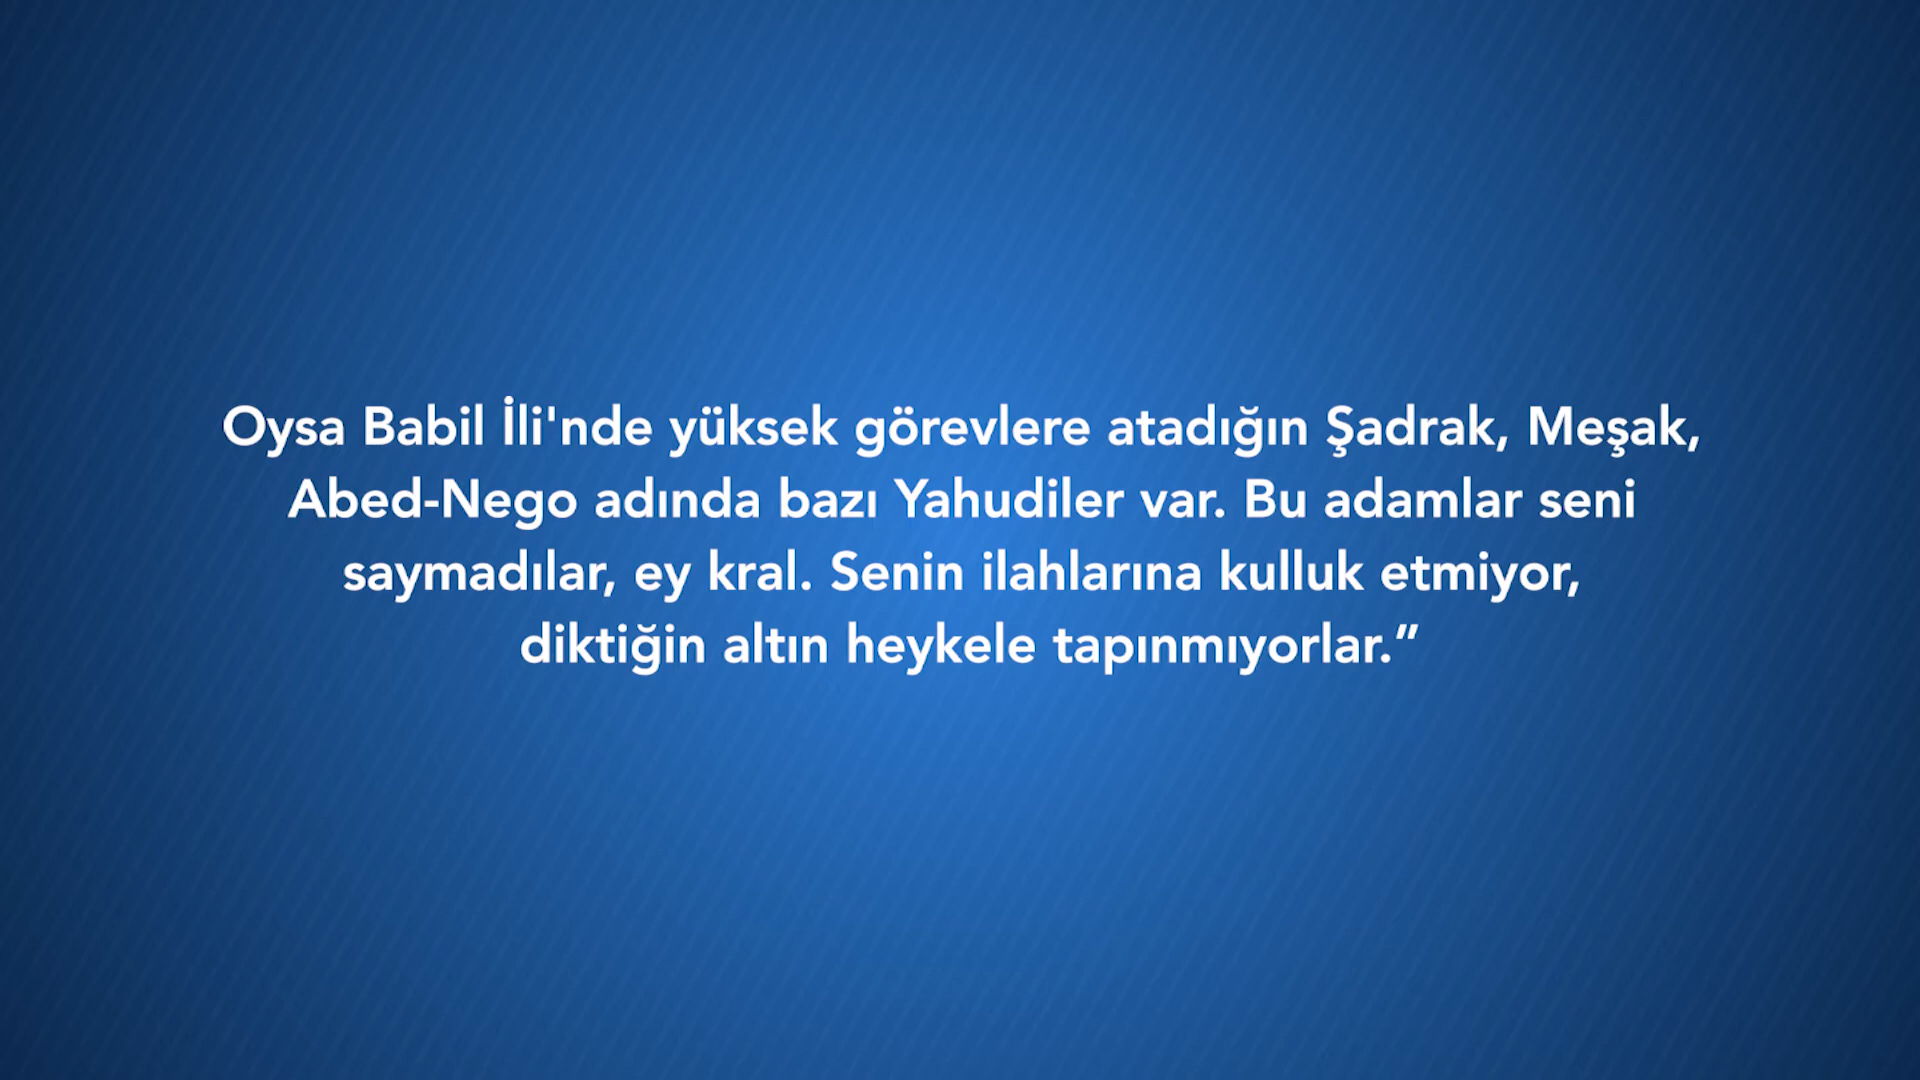 Oysa Babil İli'nde yüksek görevlere atadığın Şadrak, Meşak,
Abed-Nego adında bazı Yahudiler var. Bu adamlar seni
saymadılar, ey kral. Senin ilahlarına kulluk etmiyor,
diktiğin altın heykele tapınmıyorlar.”